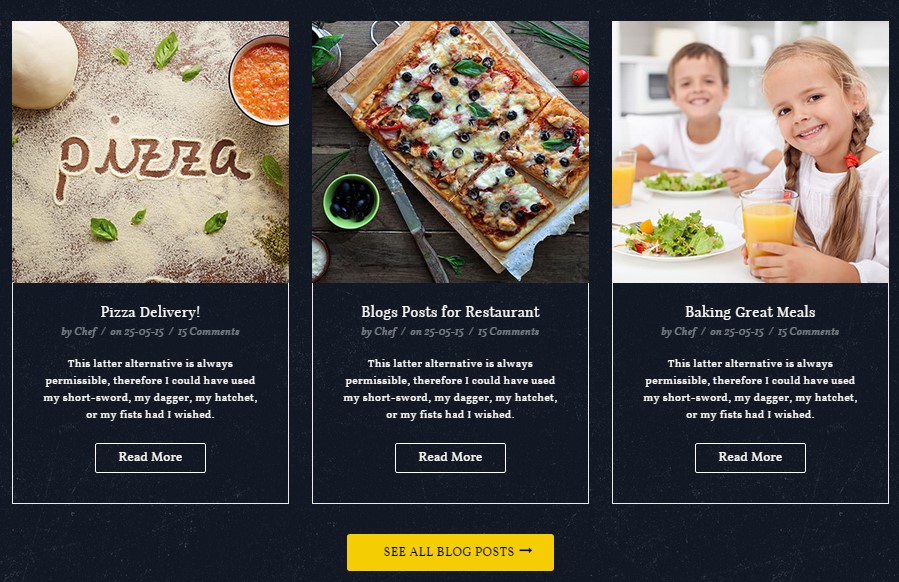 pizza
Pizza Delivery!
by Chef / on 25-05-15 / 15 Comments
This latter alternative is always
permissible, therefore I could have used
my short-sword, my dagger, my hatchet,
or my fists had I wished.
Read More
Blogs Posts for Restaurant
by Chef / on 25-05-15 / 15 Comments
This latter alternative is always
permissible, therefore I could have used
my short-sword, my dagger, my hatchet,
or my fists had I wished.
Read More
Baking Great Meals
by Chef / on 25-05-15 / 15 Comments
This latter alternative is always
permissible, therefore I could have used
my short-sword, my dagger, my hatchet,
or my fists had I wished.
Read More
SEE ALL BLOG POSTS →